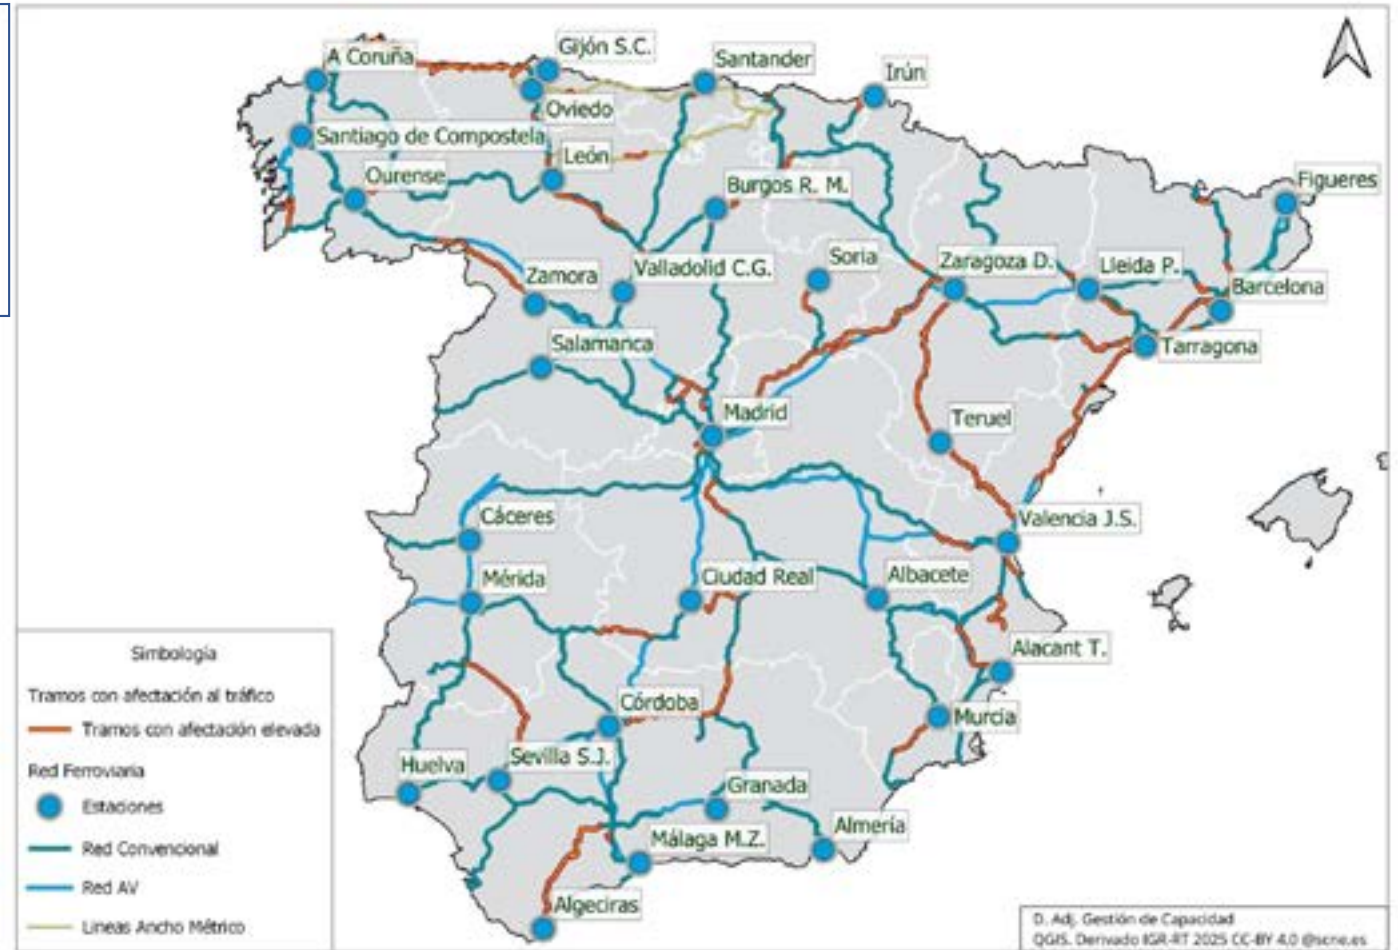 A Coruña
Gijón S.C.
Santander
Irún
Oviedo
Santiago de Compostela
León
Ourense
Burgos R. M.
Figueres
Zamora
Valladolid C.G.
Soria
Zaragoza D.
Lleida P.
Barcelona
Salamanca
Tarragona
Madrid
Teruel
Cáceres
Valencia J.S.
Mérida
Ciudad Real
Albacete
Alacant T.
Córdoba
Murcia
Huelva
Sevilla S.J.
Granada
Málaga M.Z.
Almería
Algeciras
Simbología
Tramos con afectación al tráfico
Tramos con afectación elevada
Red Ferroviaria
Estaciones
Red Convencional
Red AV
Lineas Ancho Métrico
D. Adj. Gestión de Capacidad
QGIS. Derivado IGR-RT 2025 CC-BY 4.0 @scne.es